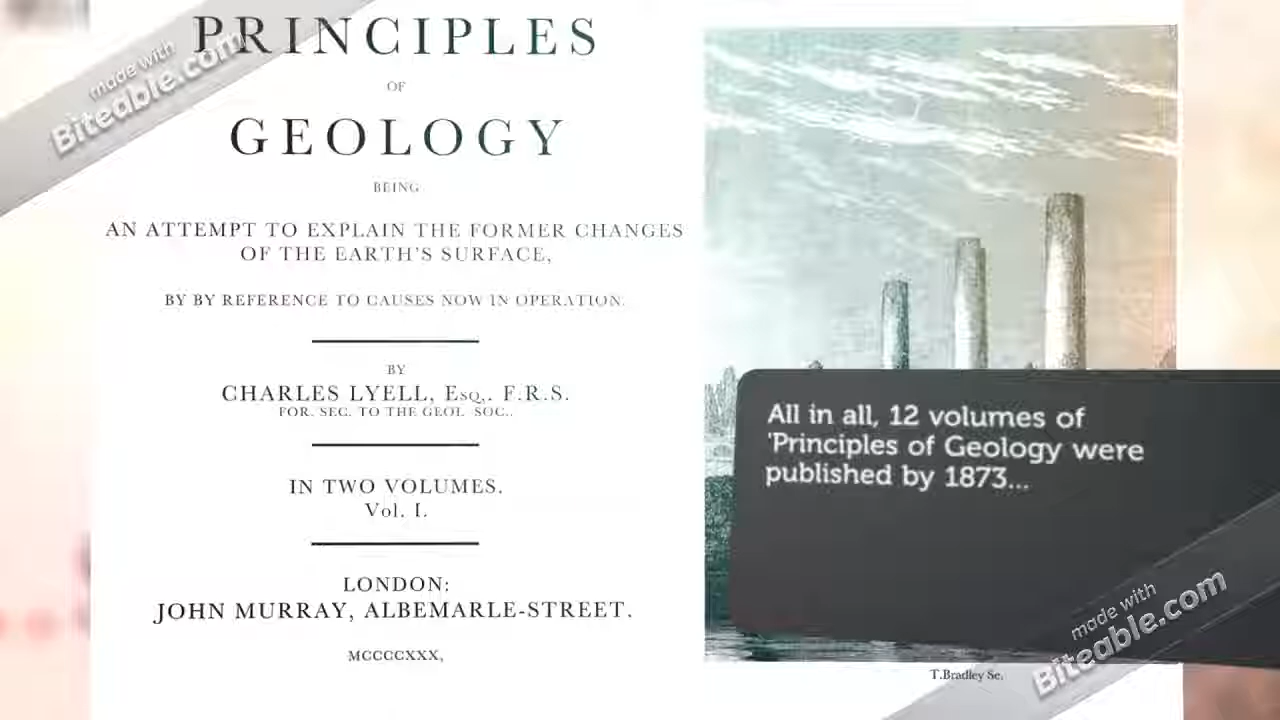 PRINCIPLES
OF
GEOLOGY
BEING
AN ATTEMPT TO EXPLAIN THE FORMER CHANGES
OF THE EARTH'S SURFACE,
BY BY REFERENCE TO CAUSES NOW IN OPERATION.
BY
CHARLES LYELL, Esq,. F.R.S.
FOR. SEC. TO THE GEOL. SOC..
IN TWO VOLUMES.
Vol. I.
LONDON:
JOHN MURRAY, ALBEMARLE-STREET.
MCCCCXXX,
All in all, 12 volumes of
'Principles of Geology were
published by 1873...
T.Bradley Se.
made with
Biteable.com
made with
Biteable.com